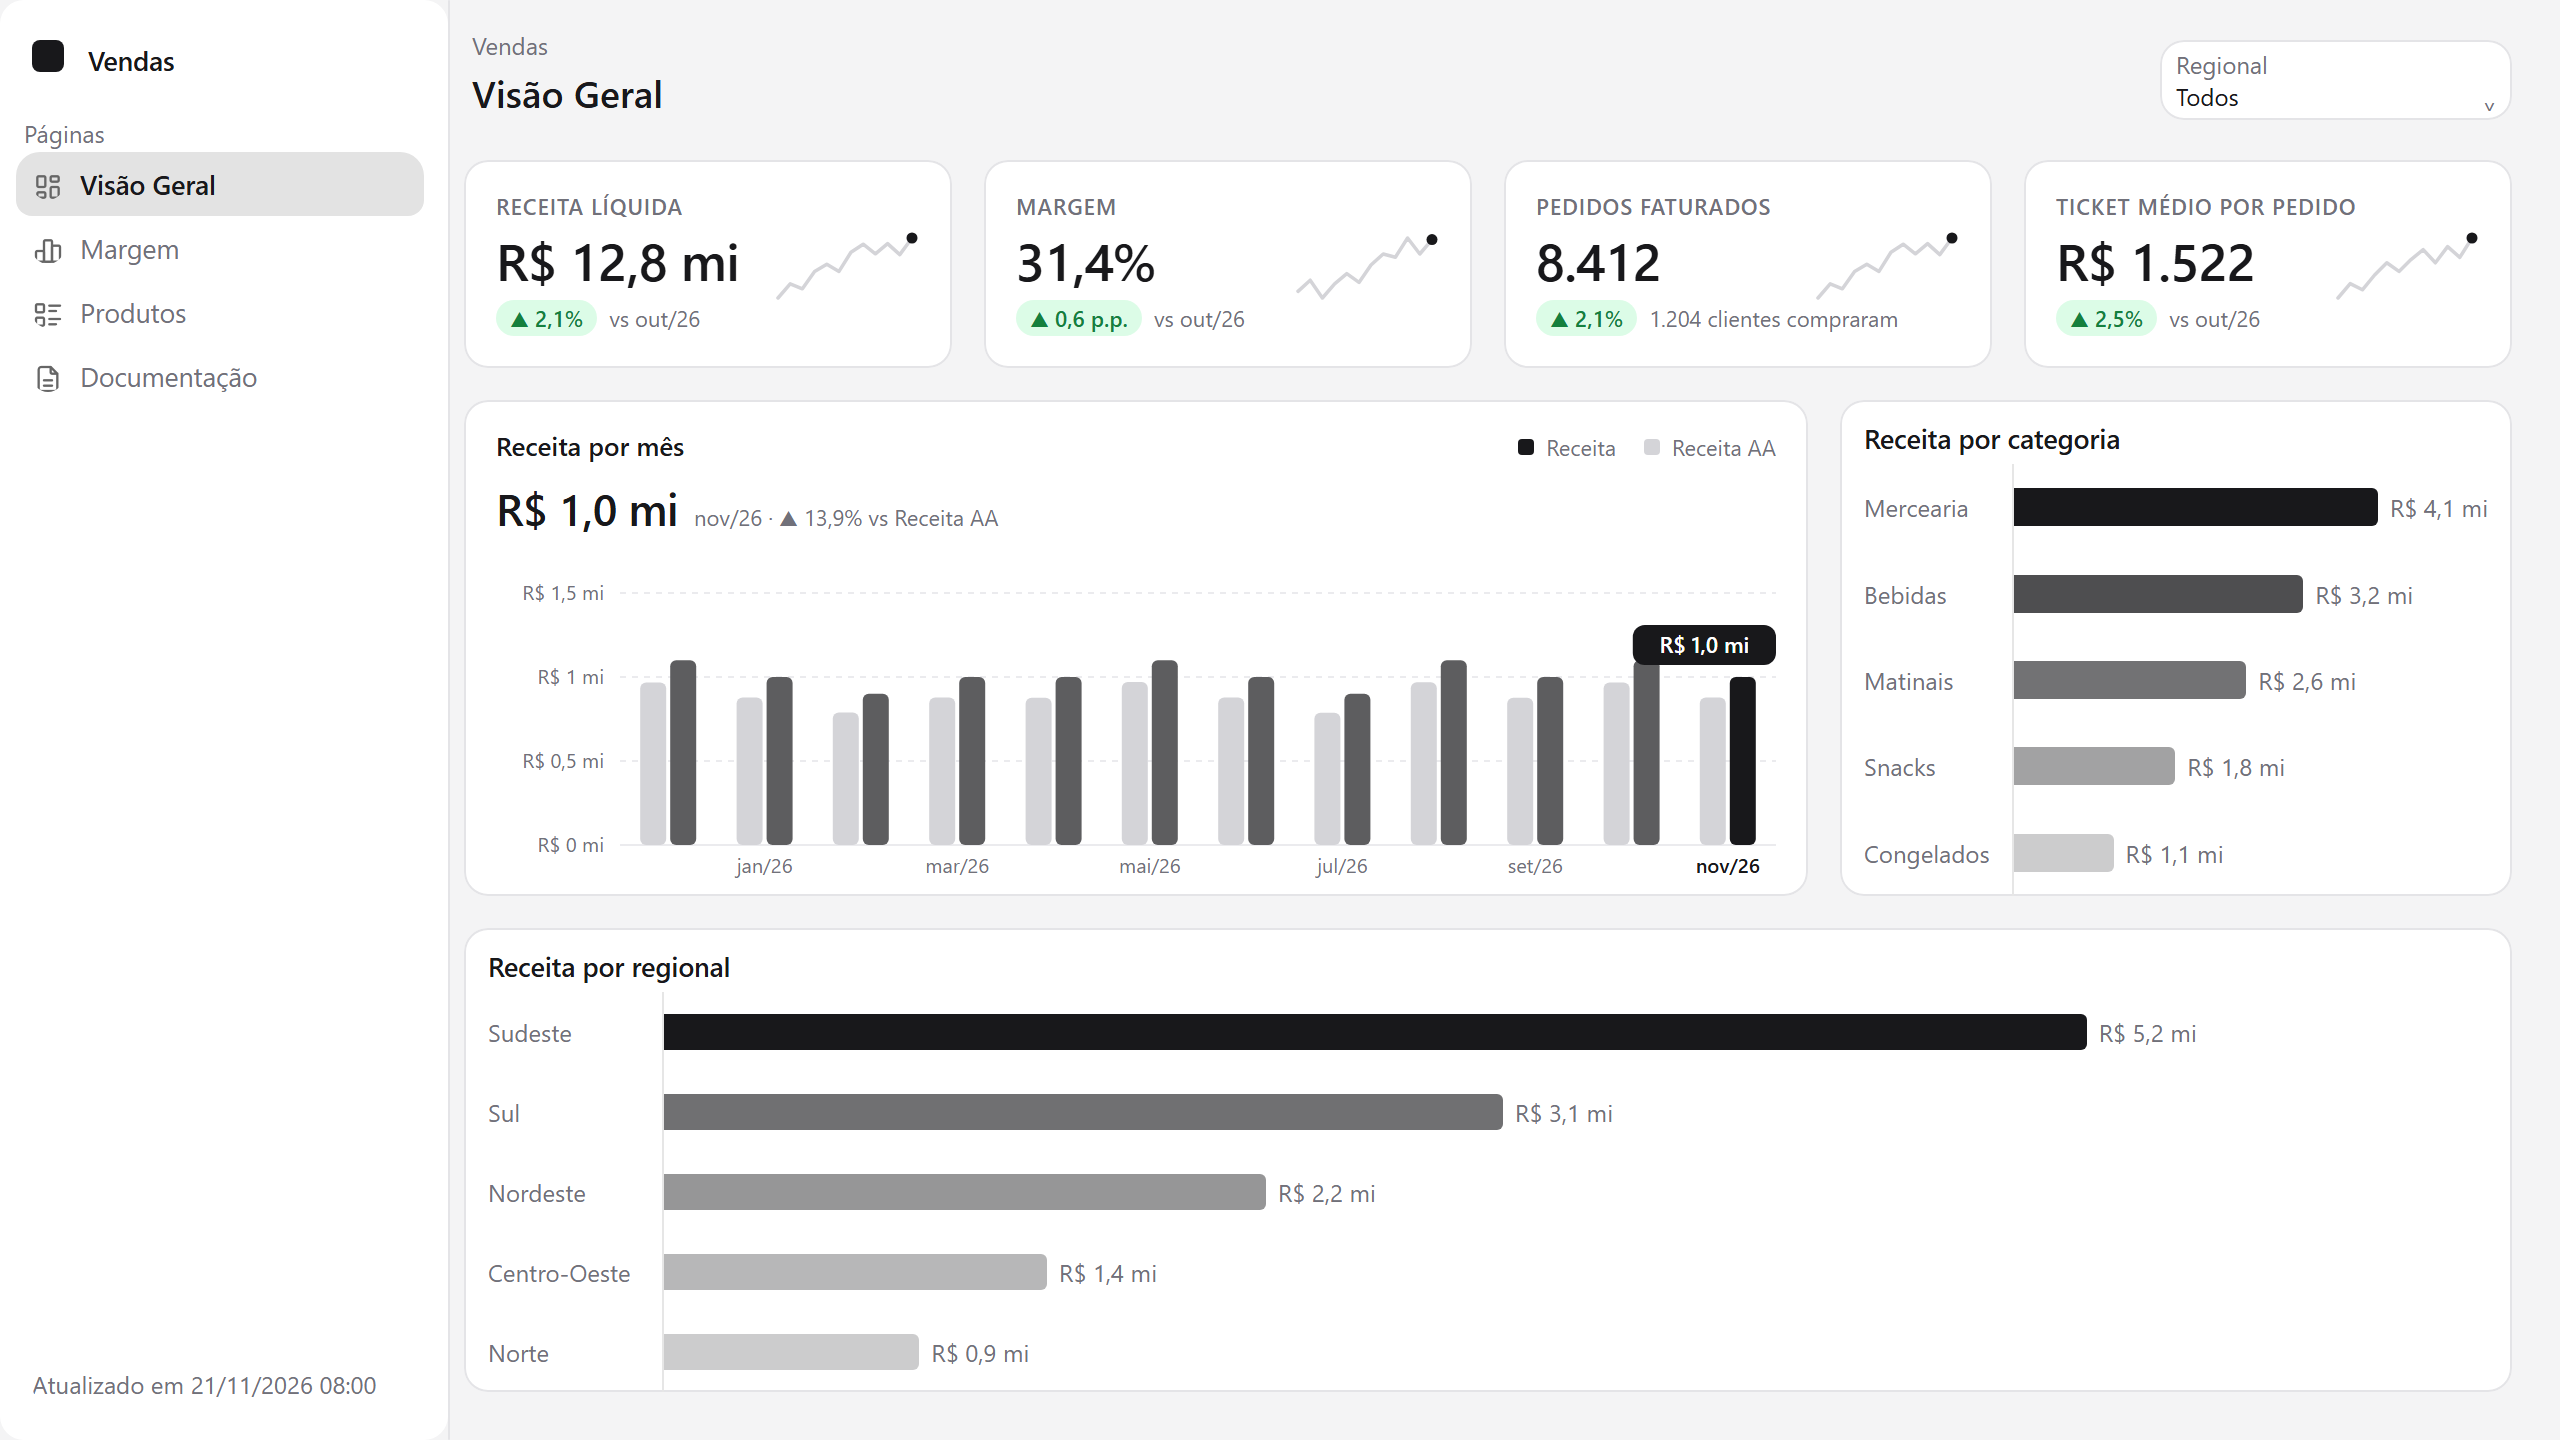 Vendas
Páginas
Visão Geral
Margem
Produtos
Documentação
Atualizado em 21/11/2026 08:00
Vendas
Visão Geral
Regional
Todos
RECEITA LÍQUIDA
R$ 12,8 mi
▲ 2,1% vs out/26
MARGEM
31,4%
▲ 0,6 p.p. vs out/26
PEDIDOS FATURADOS
8.412
▲ 2,1% 1.204 clientes compraram
TICKET MÉDIO POR PEDIDO
R$ 1.522
▲ 2,5% vs out/26
Receita por mês
Receita Receita AA
R$ 1,0 mi nov/26 · ▲ 13,9% vs Receita AA
R$ 1,5 mi
R$ 1,0 mi
R$ 1 mi
R$ 0,5 mi
R$ 0 mi
jan/26 mar/26 mai/26 jul/26 set/26 nov/26
Receita por categoria
Mercearia R$ 4,1 mi
Bebidas R$ 3,2 mi
Matinais R$ 2,6 mi
Snacks R$ 1,8 mi
Congelados R$ 1,1 mi
Receita por regional
Sudeste R$ 5,2 mi
Sul R$ 3,1 mi
Nordeste R$ 2,2 mi
Centro-Oeste R$ 1,4 mi
Norte R$ 0,9 mi